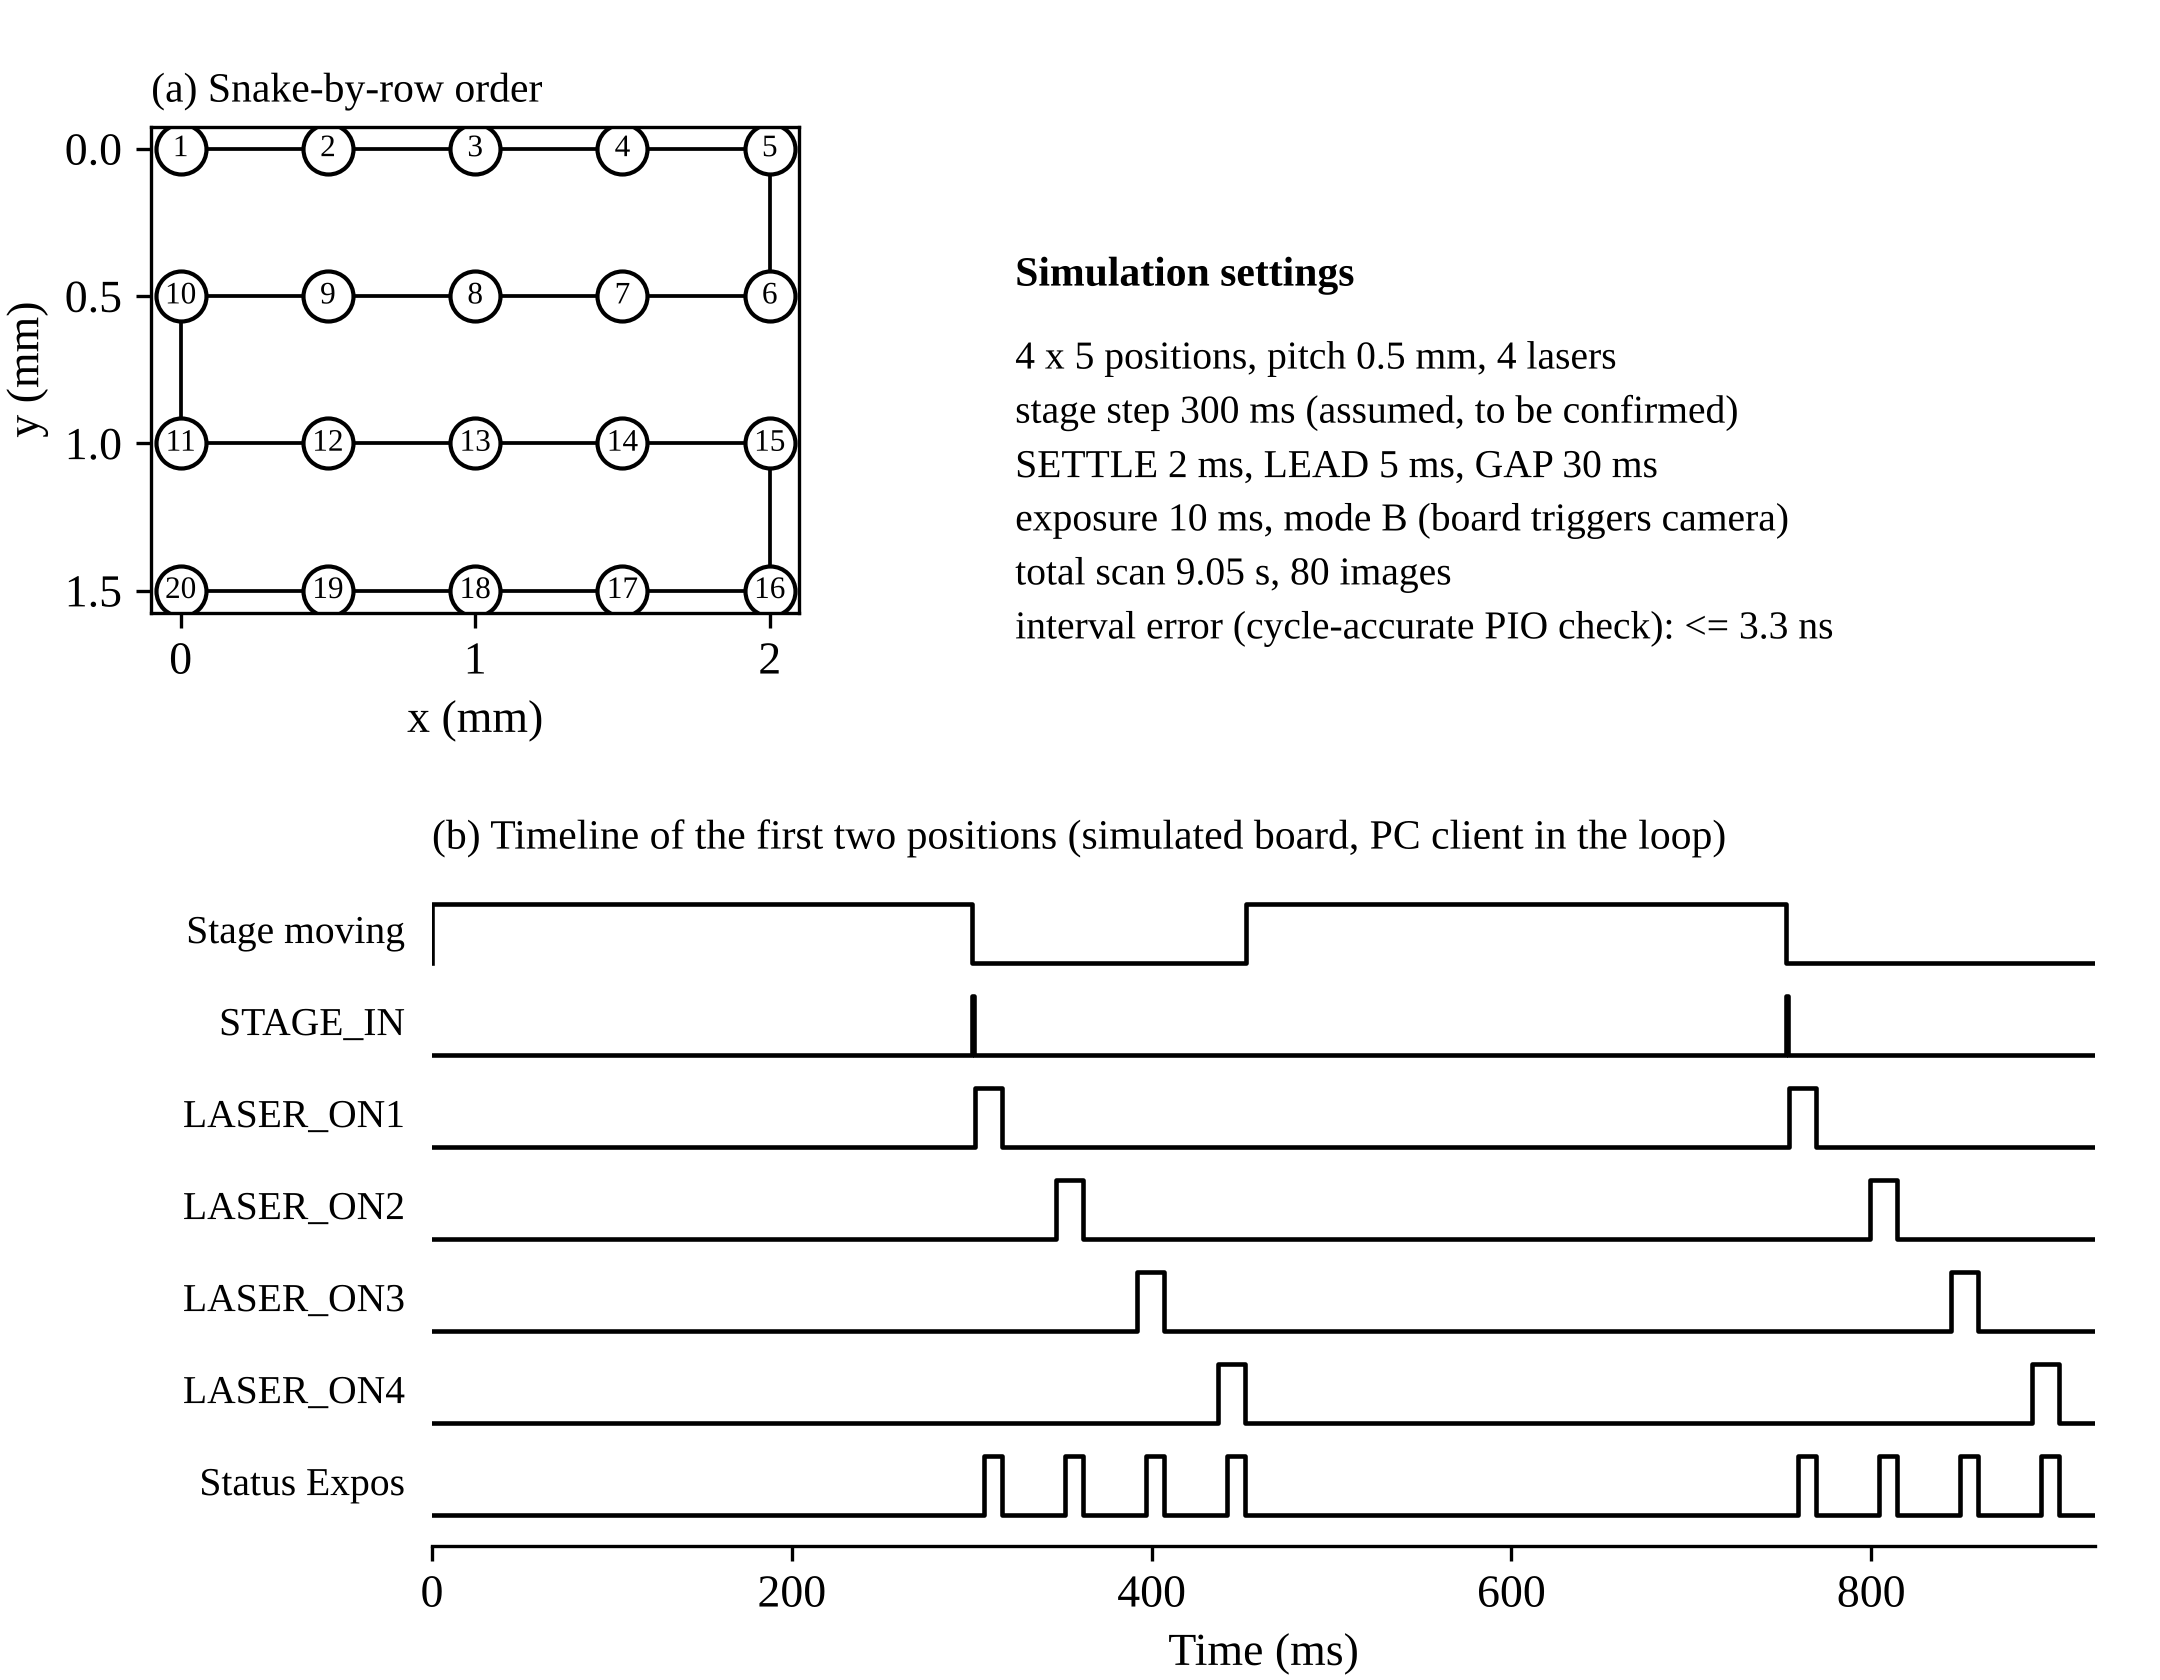 (a) Snake-by-row order
0.0
0.5
1.0
1.5
y (mm)
1 2 3 4 5
10 9 8 7 6
11 12 13 14 15
20 19 18 17 16
0 1 2
x (mm)
Simulation settings
4 x 5 positions, pitch 0.5 mm, 4 lasers
stage step 300 ms (assumed, to be confirmed)
SETTLE 2 ms, LEAD 5 ms, GAP 30 ms
exposure 10 ms, mode B (board triggers camera)
total scan 9.05 s, 80 images
interval error (cycle-accurate PIO check): <= 3.3 ns
(b) Timeline of the first two positions (simulated board, PC client in the loop)
Stage moving
STAGE_IN
LASER_ON1
LASER_ON2
LASER_ON3
LASER_ON4
Status Expos
0 200 400 600 800
Time (ms)